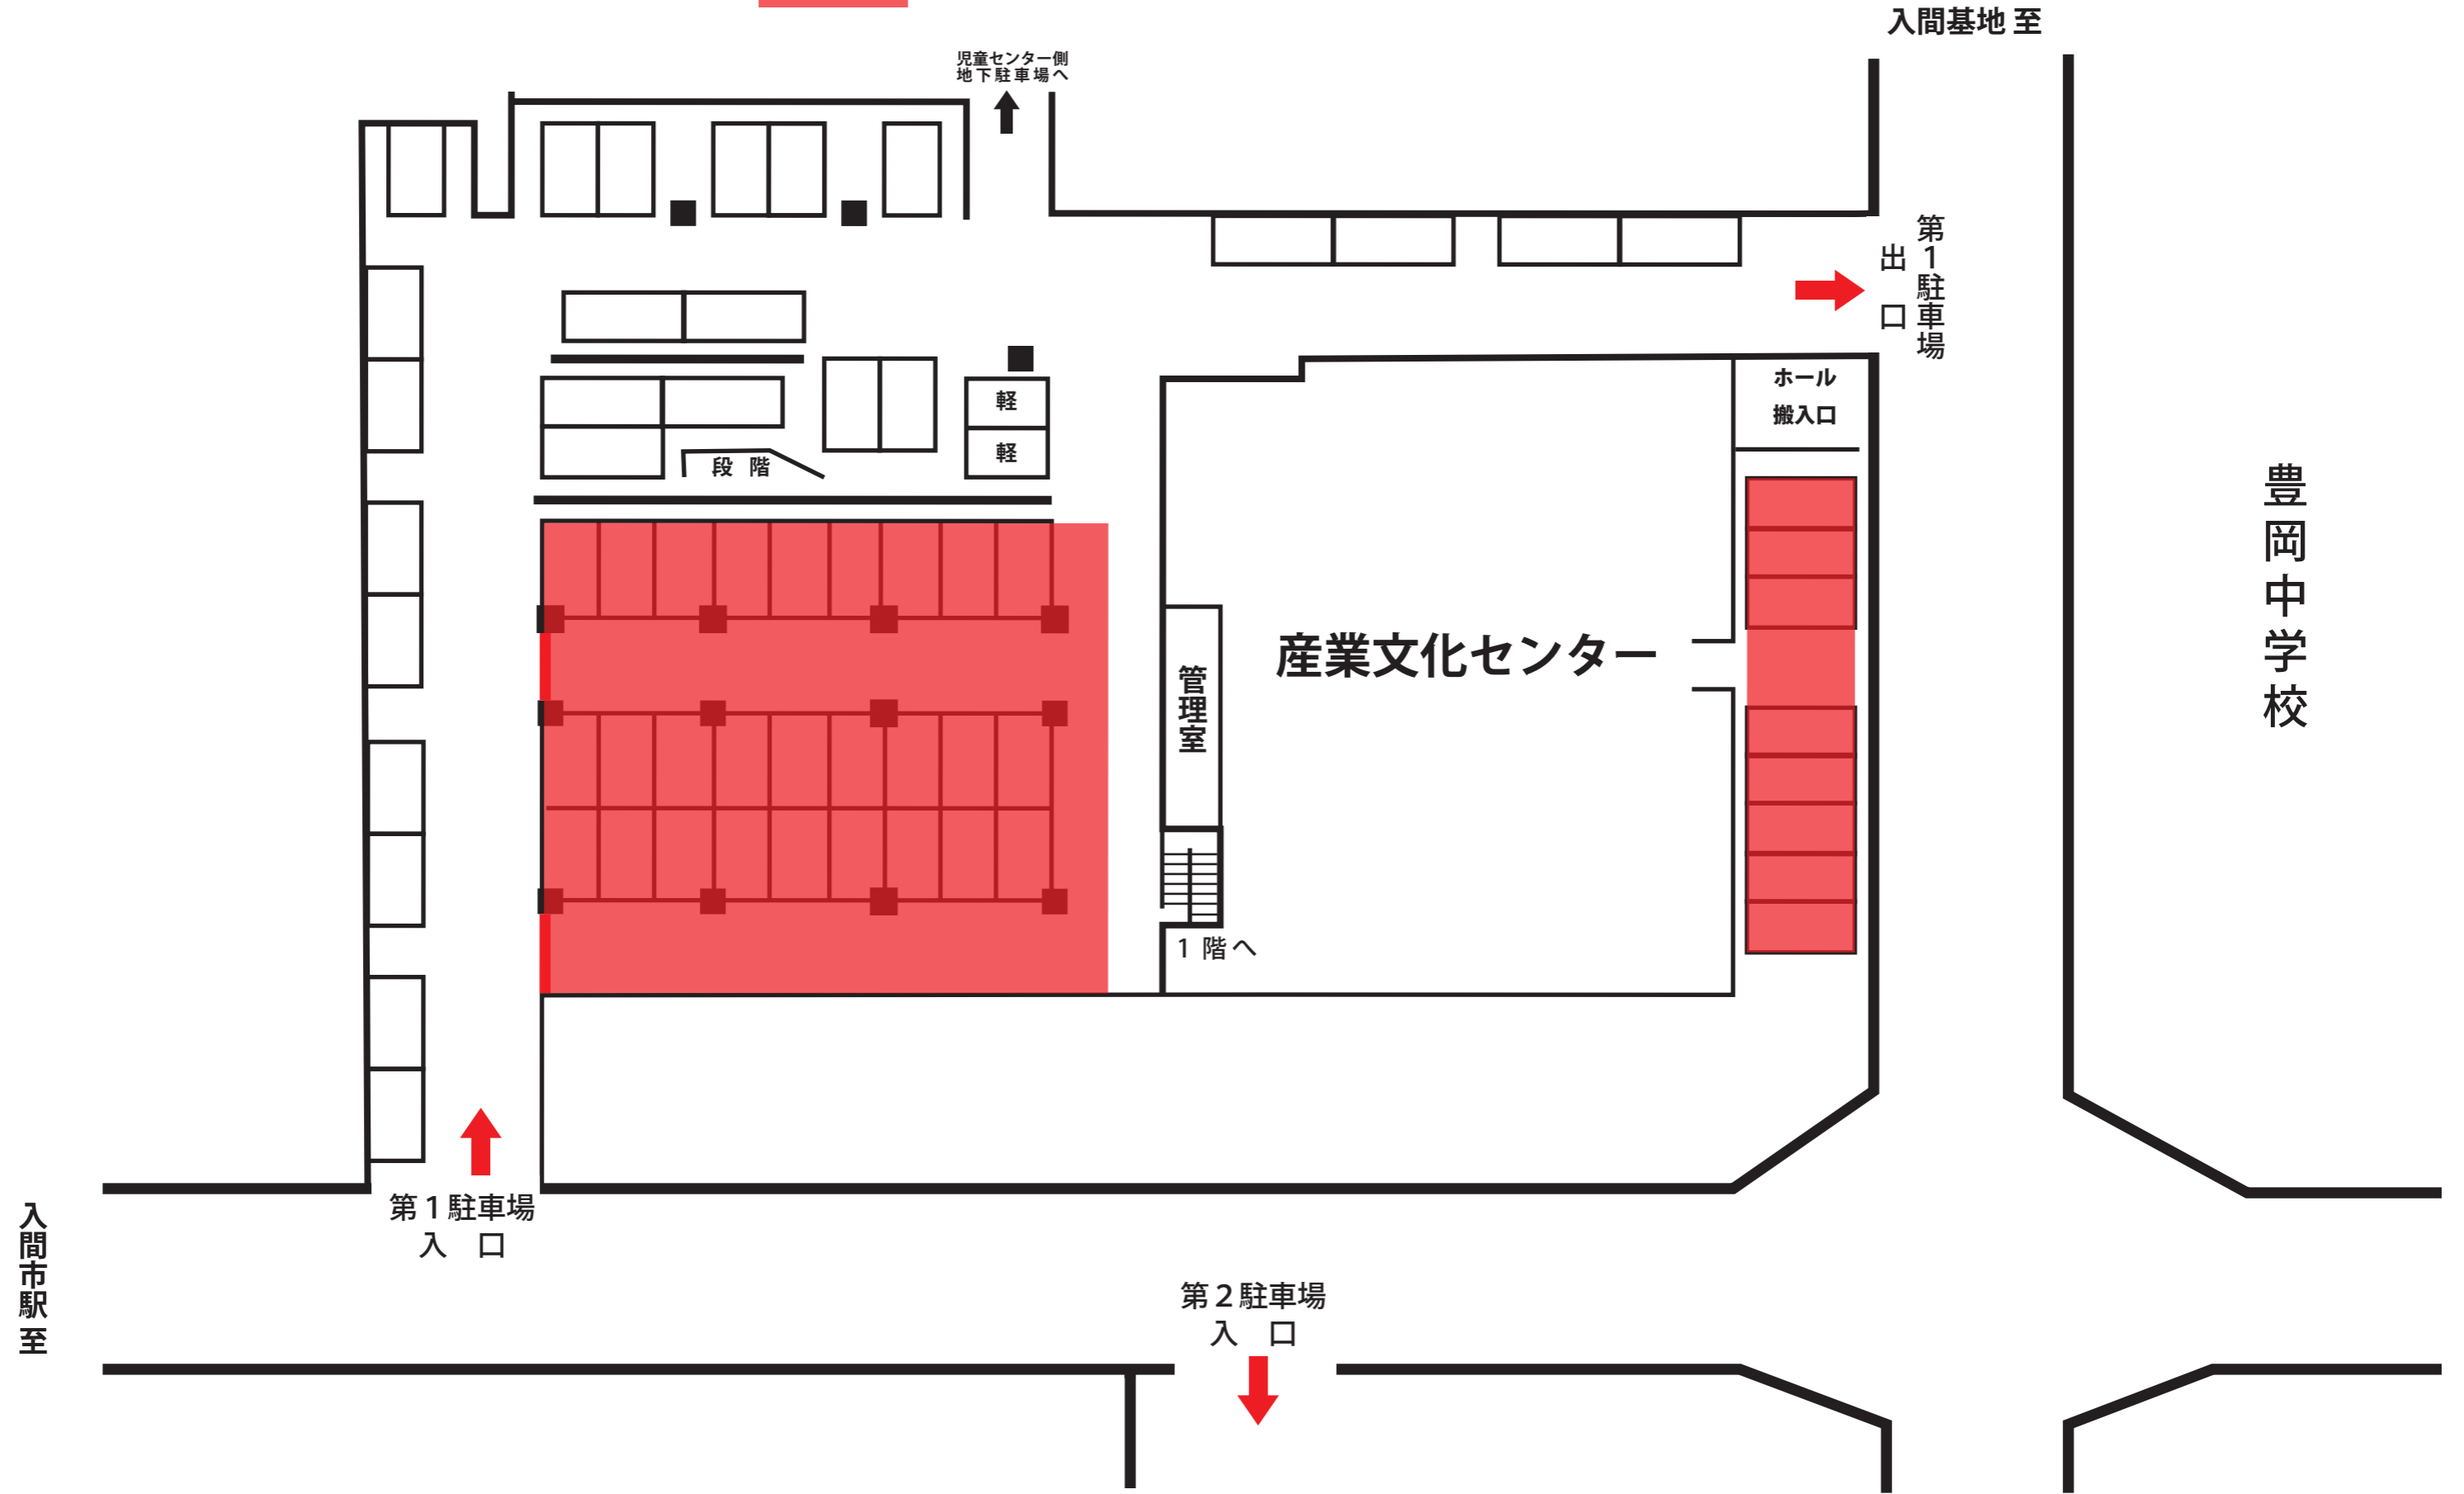 入間基地 至
児童センター側
地下駐車場へ
第1駐車場
出 口
ホール
搬入口
軽
軽
段 階
豊岡中学校
産業文化センター
管理室
1 階へ
第1駐車場
入 口
入間市駅 至
第2駐車場
入 口